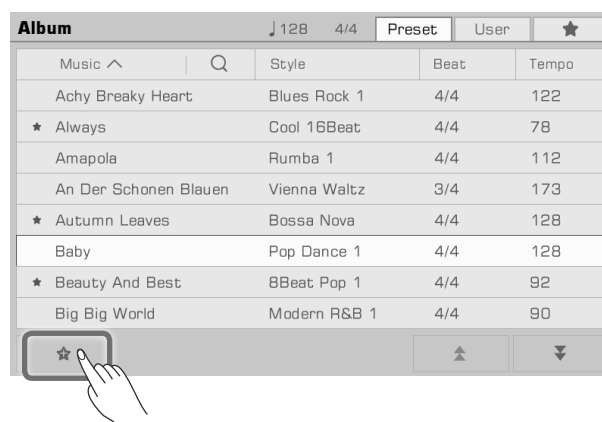 Album ♩128 4/4 Preset User ★
Music Style Beat Tempo
Achy Breaky Heart Blues Rock 1 4/4 122
★ Always Cool 16Beat 4/4 78
Amapola Rumba 1 4/4 112
An Der Schonen Blauen Vienna Waltz 3/4 173
★ Autumn Leaves Bossa Nova 4/4 128
Baby Pop Dance 1 4/4 128
★ Beauty And Best 8Beat Pop 1 4/4 92
Big Big World Modern R&B 1 4/4 90